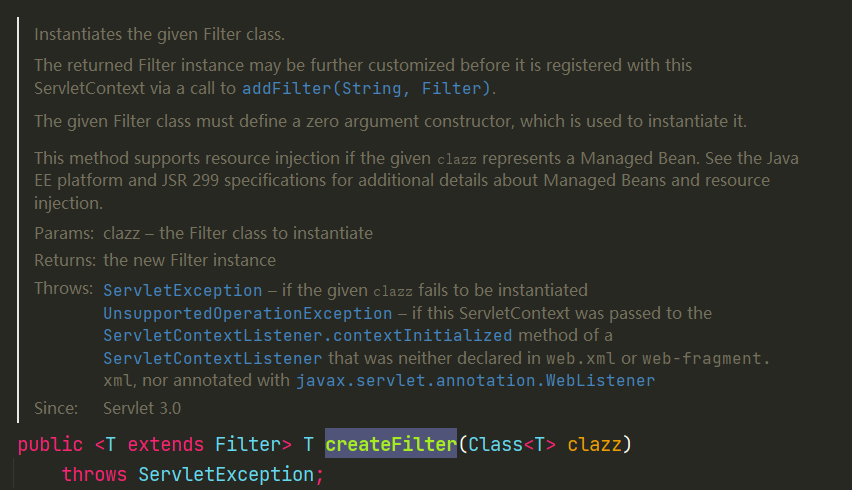 Instantiates the given Filter class.
The returned Filter instance may be further customized before it is registered with this
ServletContext via a call to addFilter(String, Filter).
The given Filter class must define a zero argument constructor, which is used to instantiate it.
This method supports resource injection if the given clazz represents a Managed Bean. See the Java
EE platform and JSR 299 specifications for additional details about Managed Beans and resource
injection.
Params: clazz – the Filter class to instantiate
Returns: the new Filter instance
Throws: ServletException – if the given clazz fails to be instantiated
UnsupportedOperationException – if this ServletContext was passed to the
ServletContextListener.contextInitialized method of a
ServletContextListener that was neither declared in web.xml or web-fragment.
xml, nor annotated with javax.servlet.annotation.WebListener
Since: Servlet 3.0
public <T extends Filter> T createFilter(Class<T> clazz)
throws ServletException;